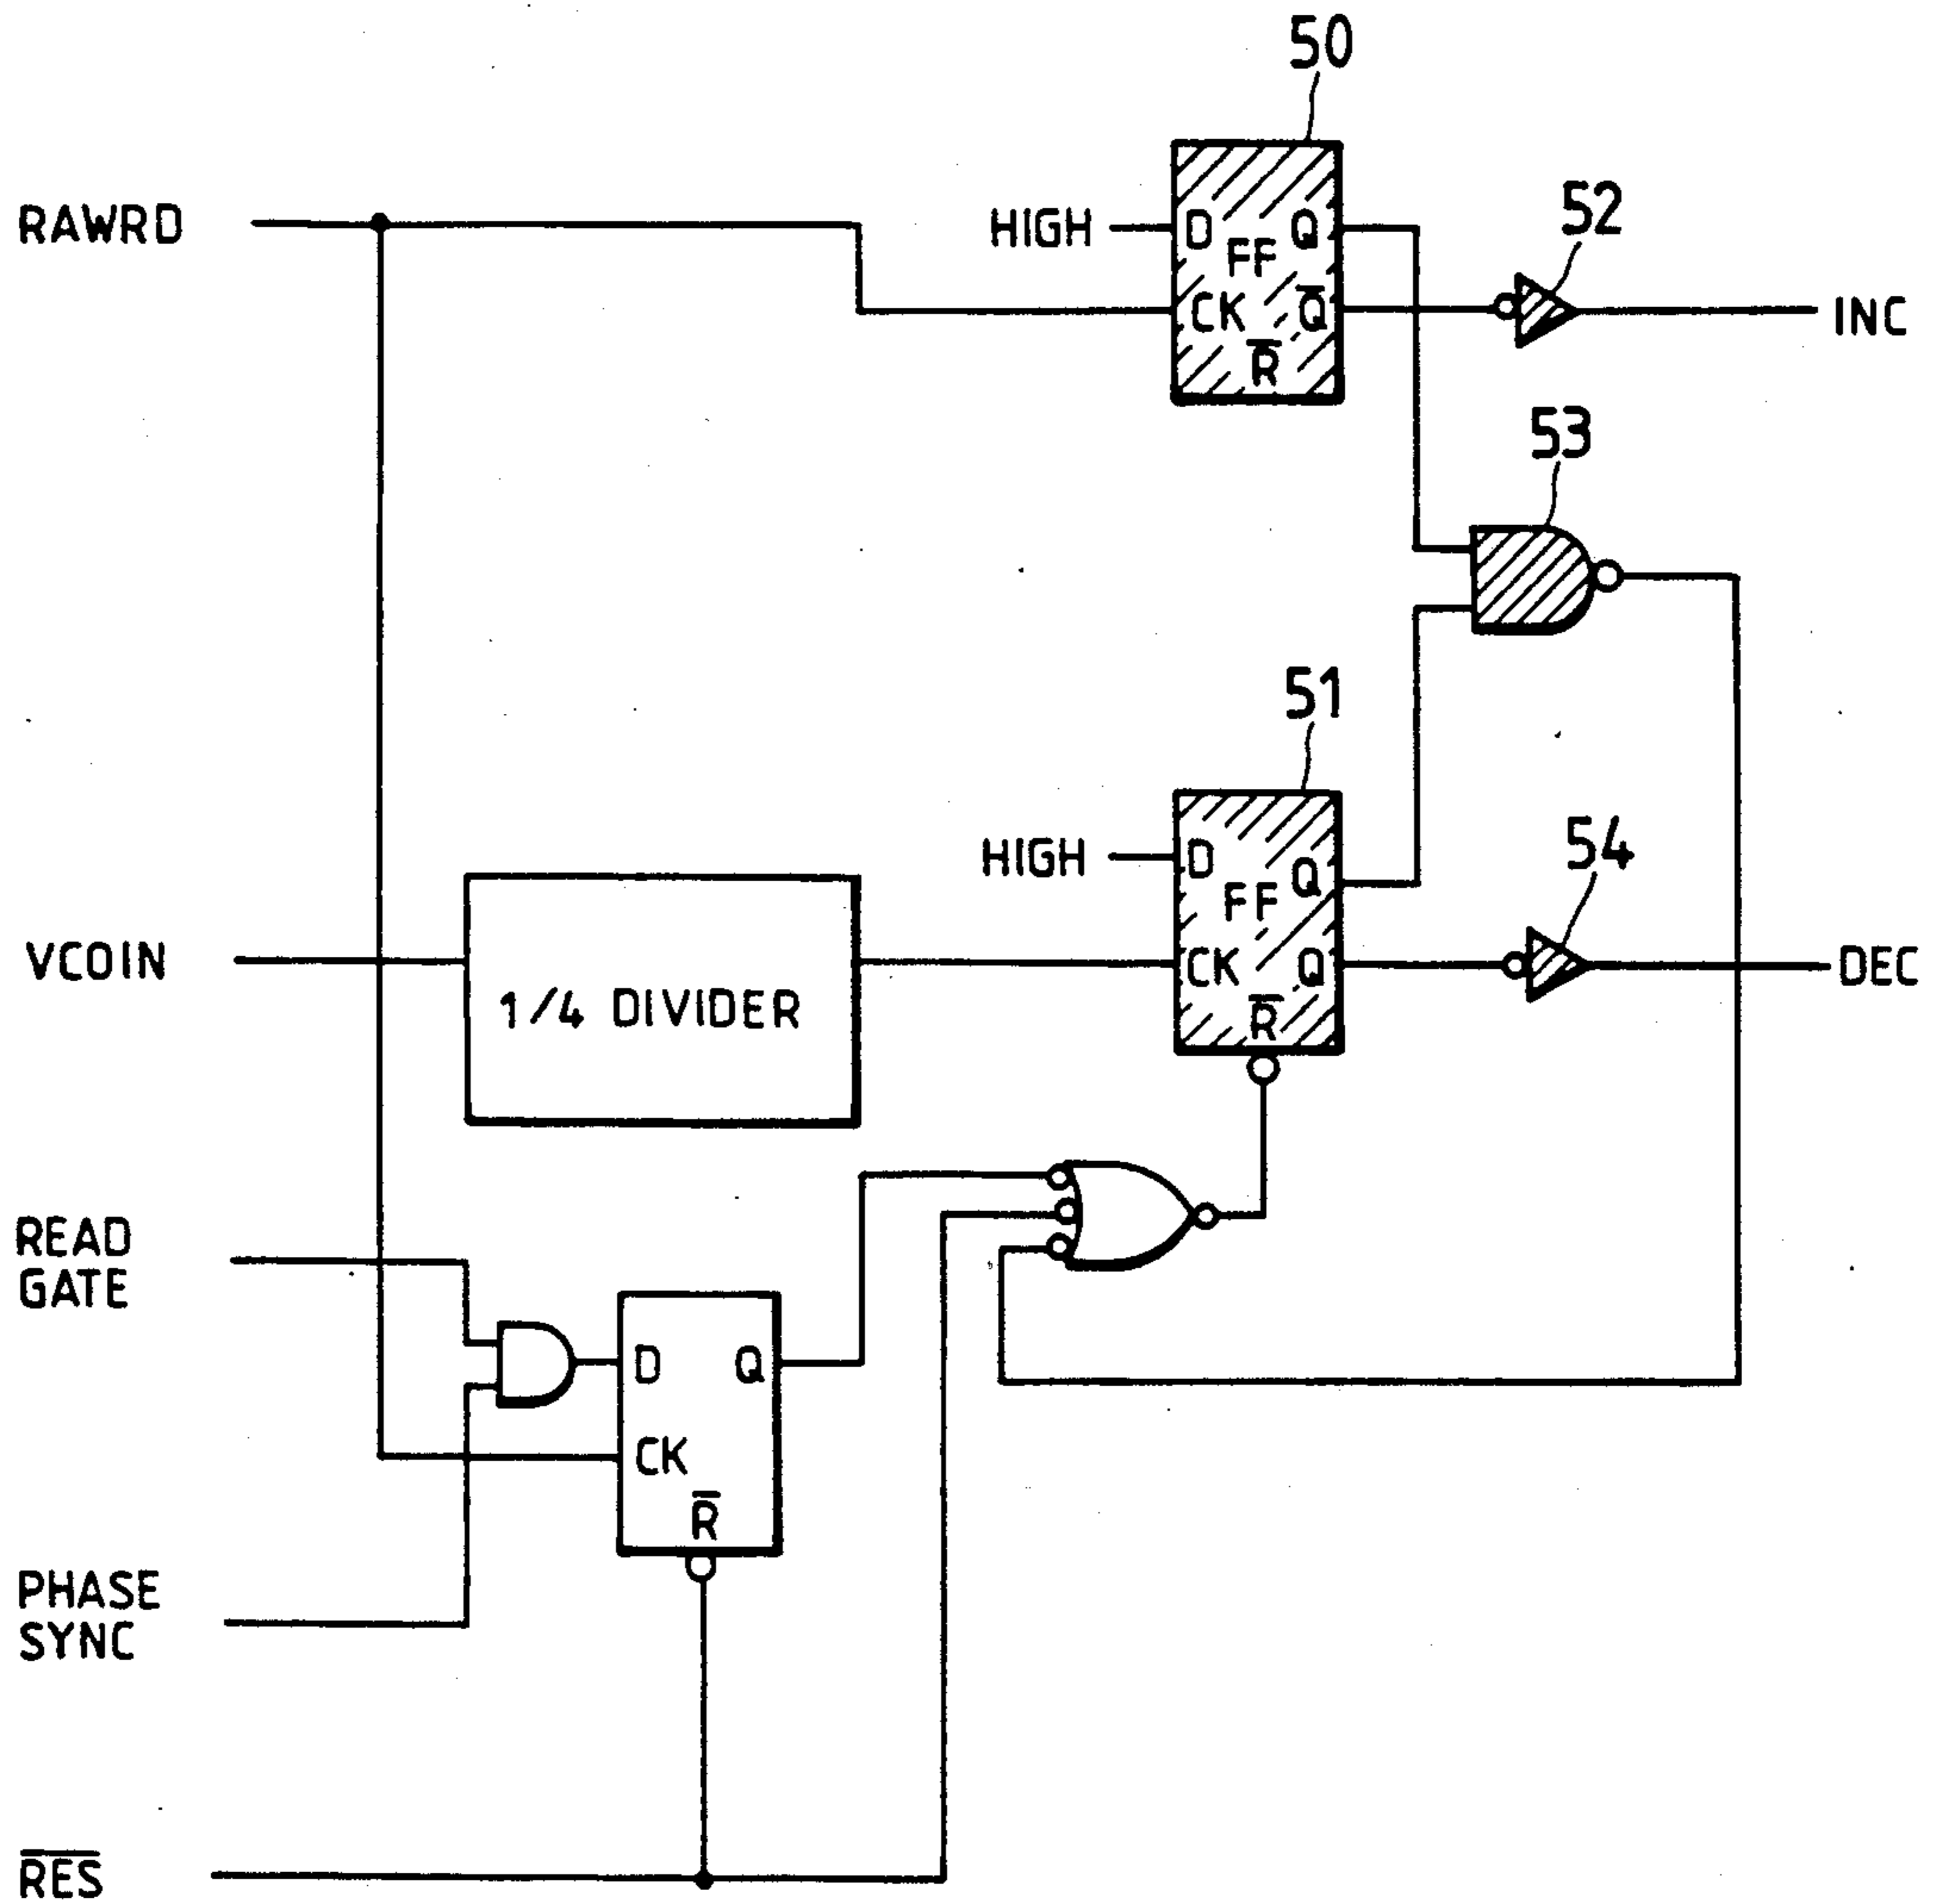 50
RAWRD
HIGH
D
Q
FF
CK
Q̅
R̅
52
INC
53
51
HIGH
D
Q
FF
CK
Q
R̅
54
DEC
VCOIN
1/4 DIVIDER
READ
GATE
D
Q
CK
R̅
PHASE
SYNC
R̅E̅S̅